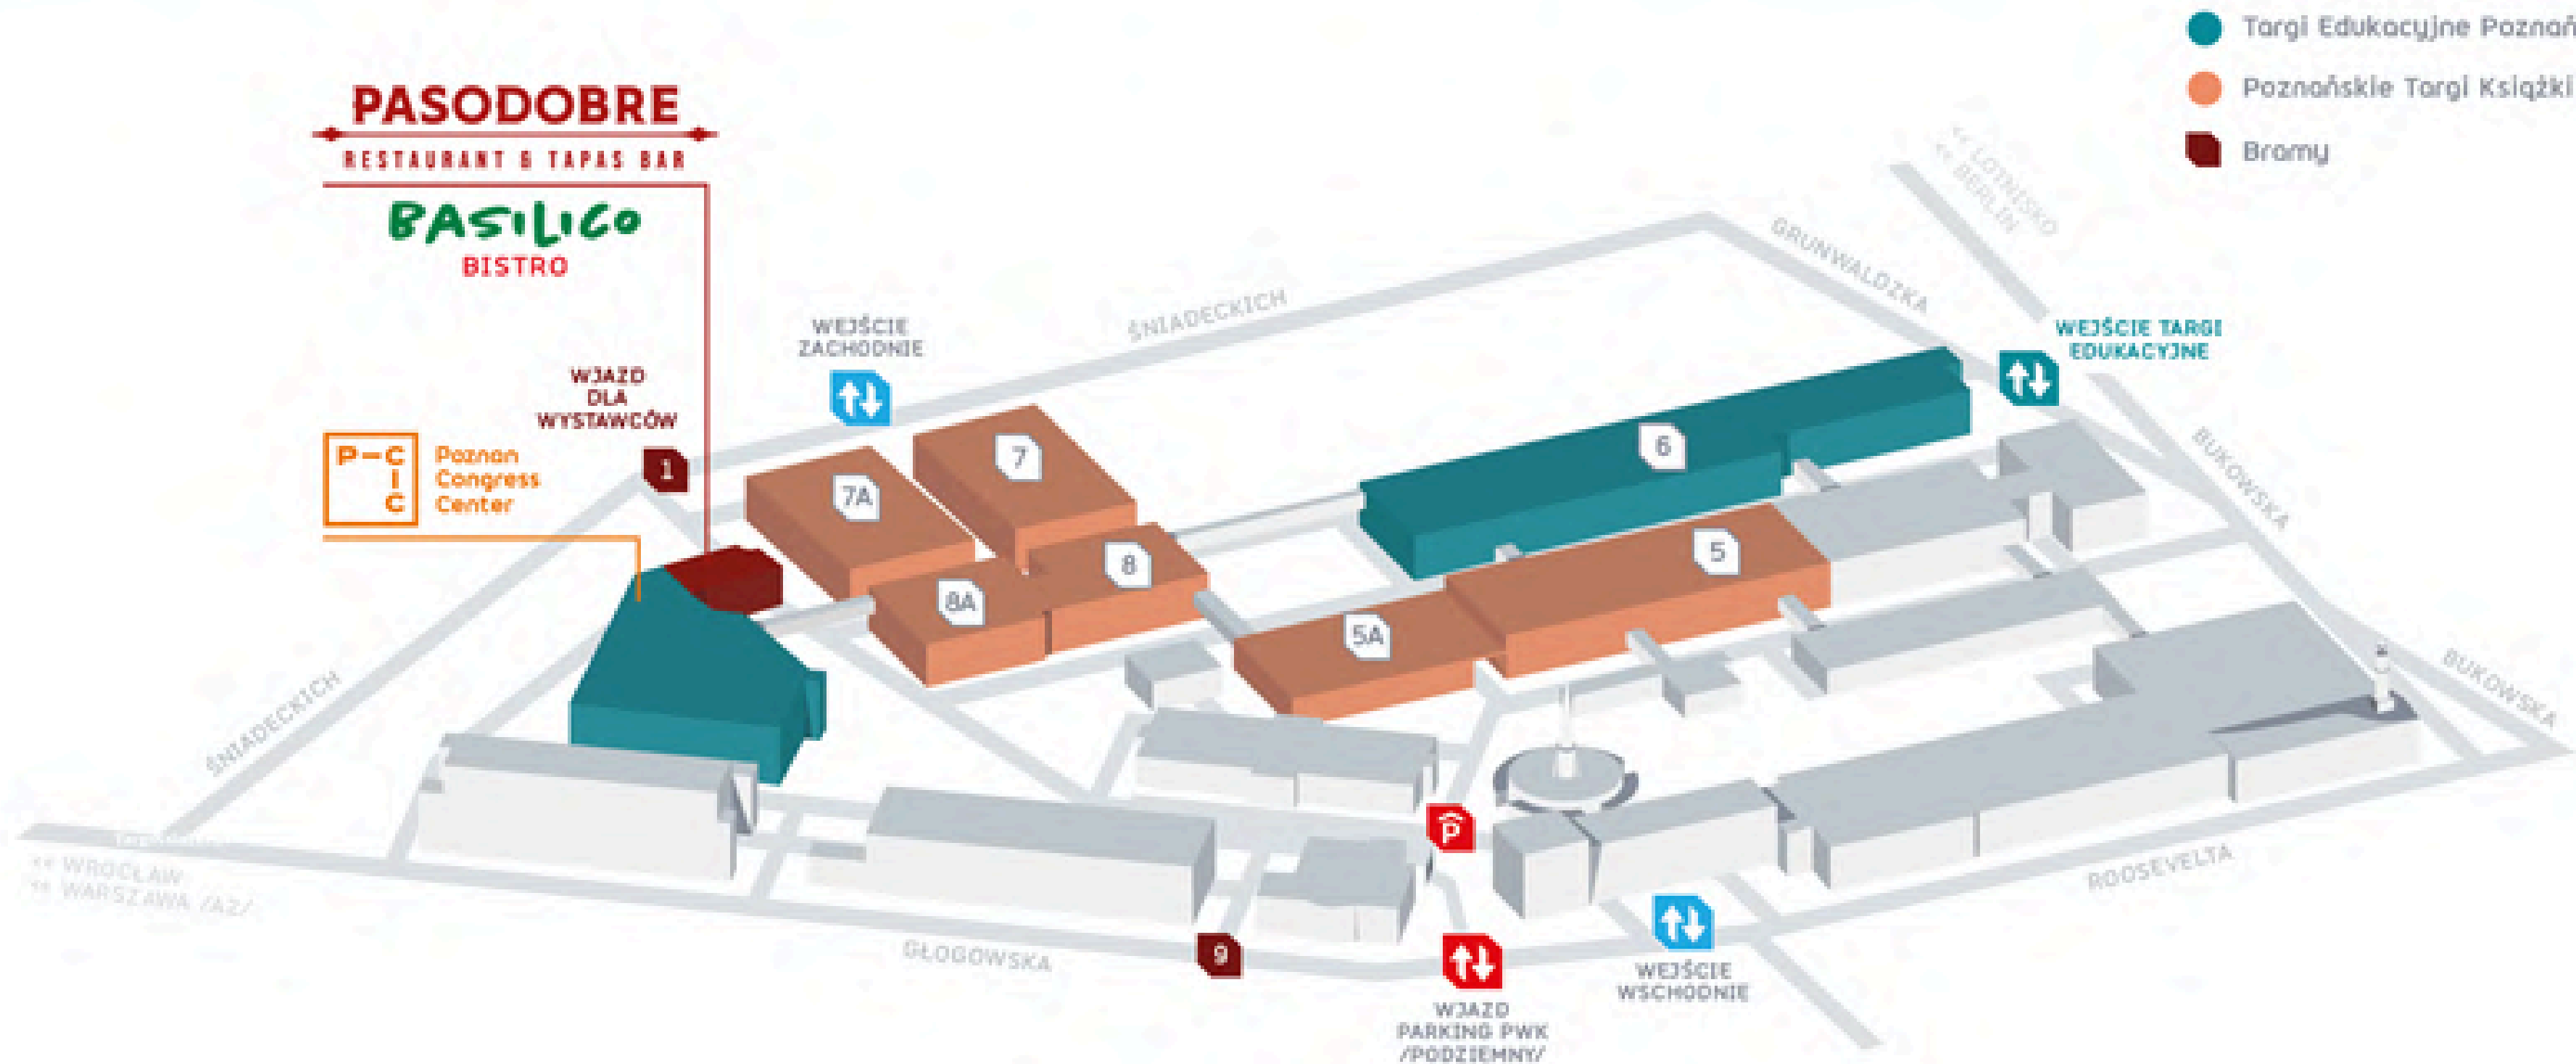 Targi Edukacyjne Poznań
Poznańskie Targi Książki
Bramy
PASODOBRE
RESTAURANT & TAPAS BAR
BASILICO
BISTRO
<< LOTNISKO
<< BERLIN
GRUNWALDZKA
ŚNIADECKICH
WEJŚCIE
ZACHODNIE
WEJŚCIE TARGI
EDUKACYJNE
WJAZD
DLA
WYSTAWCÓW
1
P-C
I
C
Poznan
Congress
Center
BUKOWSKA
7
7A
6
8
8A
5
5A
ŚNIADECKICH
BUKOWSKA
P
<< WROCŁAW
<< WARSZAWA /A2/
ROOSEVELTA
GŁOGOWSKA
9
WEJŚCIE
WSCHODNIE
WJAZD
PARKING PWK
/PODZIEMNY/